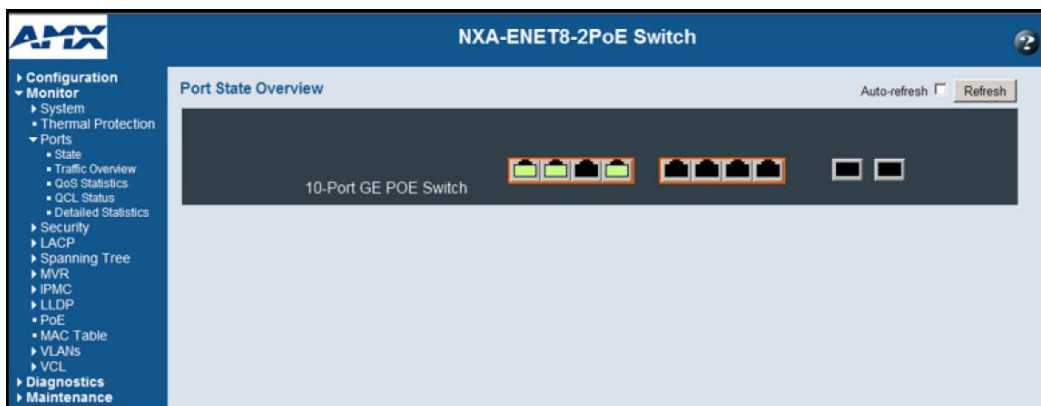 AMX
NXA-ENET8-2PoE Switch
?
Configuration
Monitor
System
Thermal Protection
Ports
State
Traffic Overview
QoS Statistics
QCL Status
Detailed Statistics
Security
LACP
Spanning Tree
MVR
IPMC
LLDP
PoE
MAC Table
VLANs
VCL
Diagnostics
Maintenance
Port State Overview
Auto-refresh
Refresh
10-Port GE POE Switch